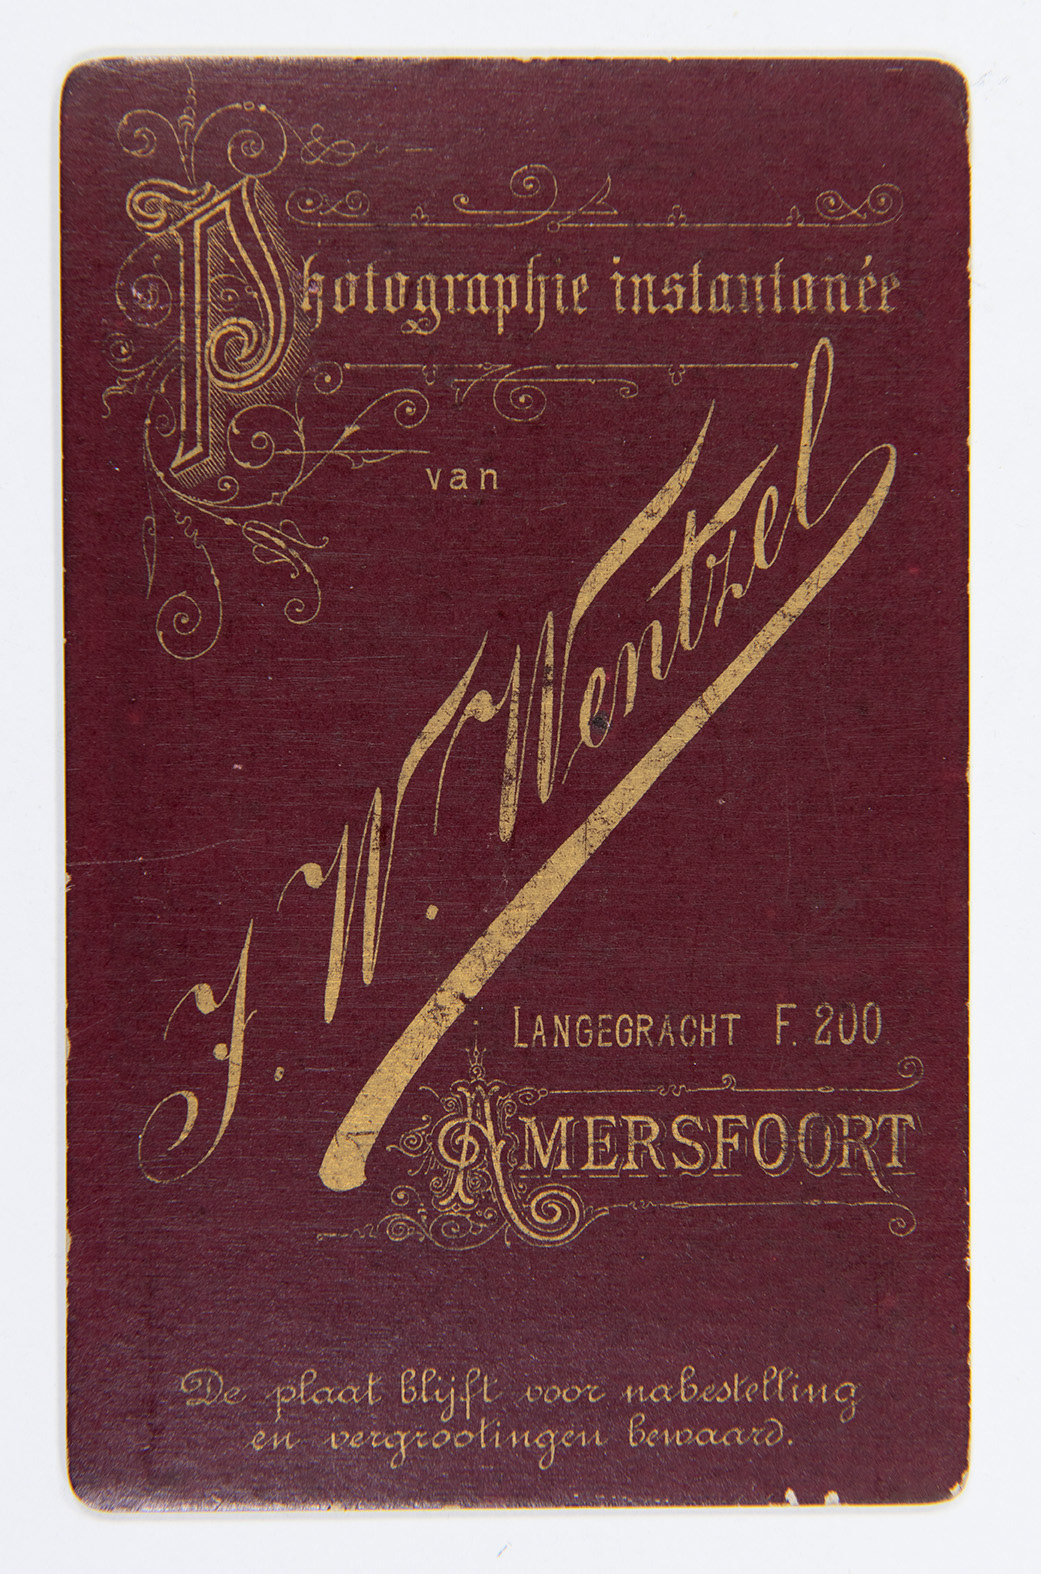 Photographie instantanée
van
J. W. Wentzel
LANGEGRACHT F. 200
AMERSFOORT
De plaat blijft voor nabestelling
en vergrootingen bewaard.